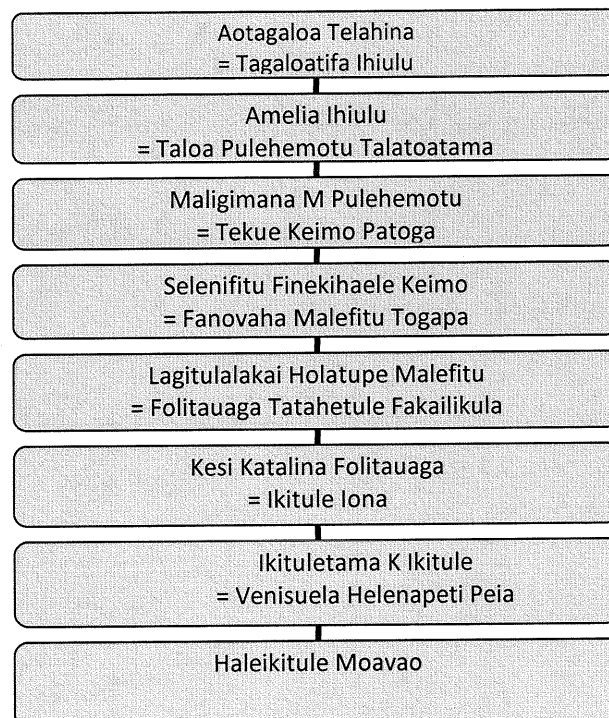 Aotagaloa Telahina
= Tagaloatifa Ihiulu
Amelia Ihiulu
= Taloa Pulehemotu Talatoatama
Maligimana M Pulehemotu
= Tekue Keimo Patoga
Selenifitu Finekihaele Keimo
= Fanovaha Malefitu Togapa
Lagitulalakai Holatupe Malefitu
= Folitauaga Tatahetule Fakailikula
Kesi Katalina Folitauaga
= Ikitule Iona
Ikituletama K Ikitule
= Venisuela Helenapeti Peia
Haleikitule Moavao